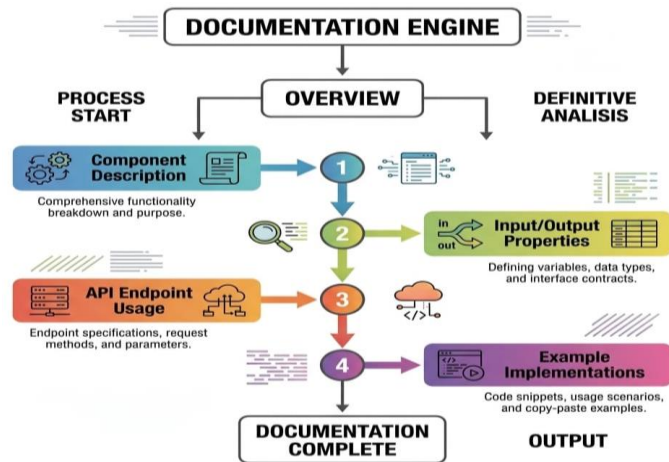 DOCUMENTATION ENGINE
OVERVIEW
PROCESS
START
DEFINITIVE
ANALISIS
Component
Description
Comprehensive functionality
breakdown and purpose.
1
2
in
out
Input/Output
Properties
Defining variables, data types,
and interface contracts.
API Endpoint
Usage
Endpoint specifications, request
methods, and parameters.
3
</>
4
Example
Implementations
Code snippets, usage scenarios,
and copy-paste examples.
DOCUMENTATION
COMPLETE
OUTPUT